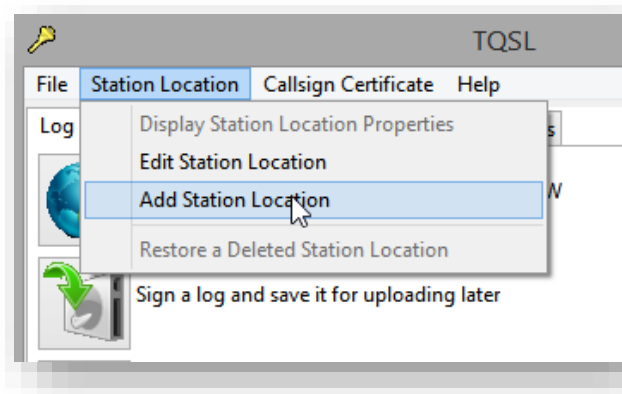 TQSL
File Station Location Callsign Certificate Help
Log
Display Station Location Properties
s
Edit Station Location
Add Station Location
W
Restore a Deleted Station Location
Sign a log and save it for uploading later